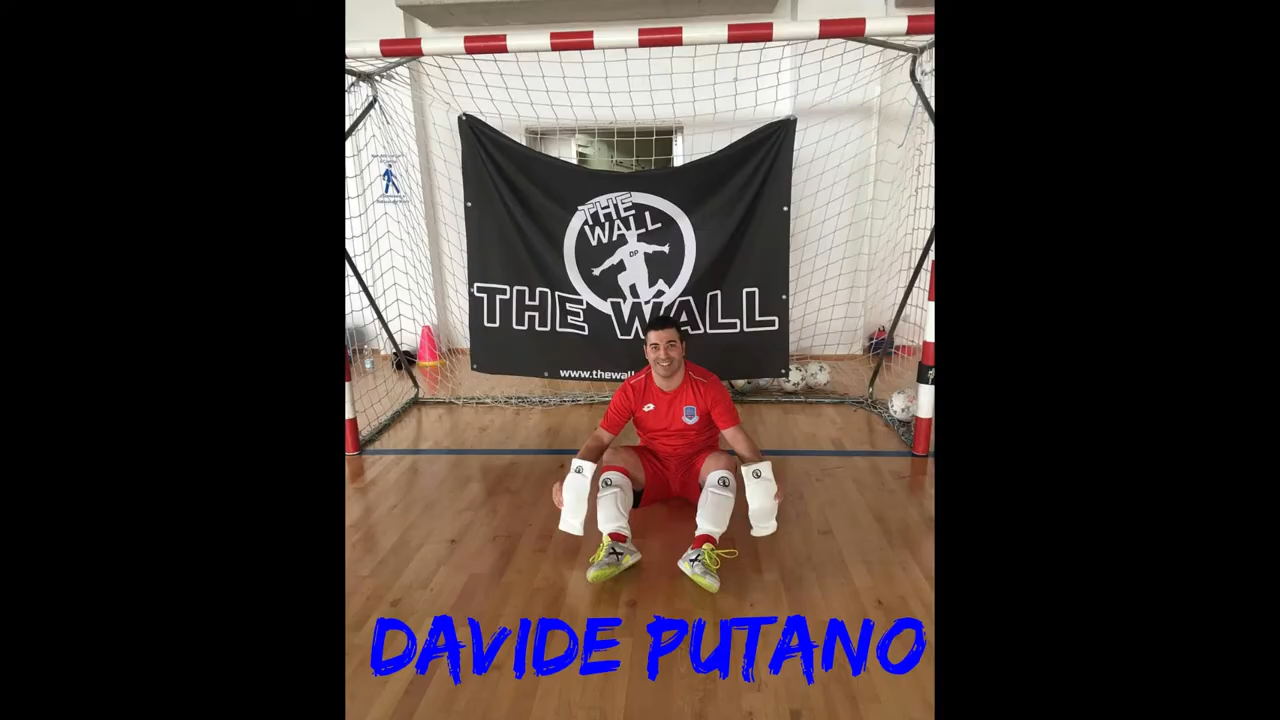 THE
WALL
DP
THE WALL
www.thewall
DAVIDE PUTANO